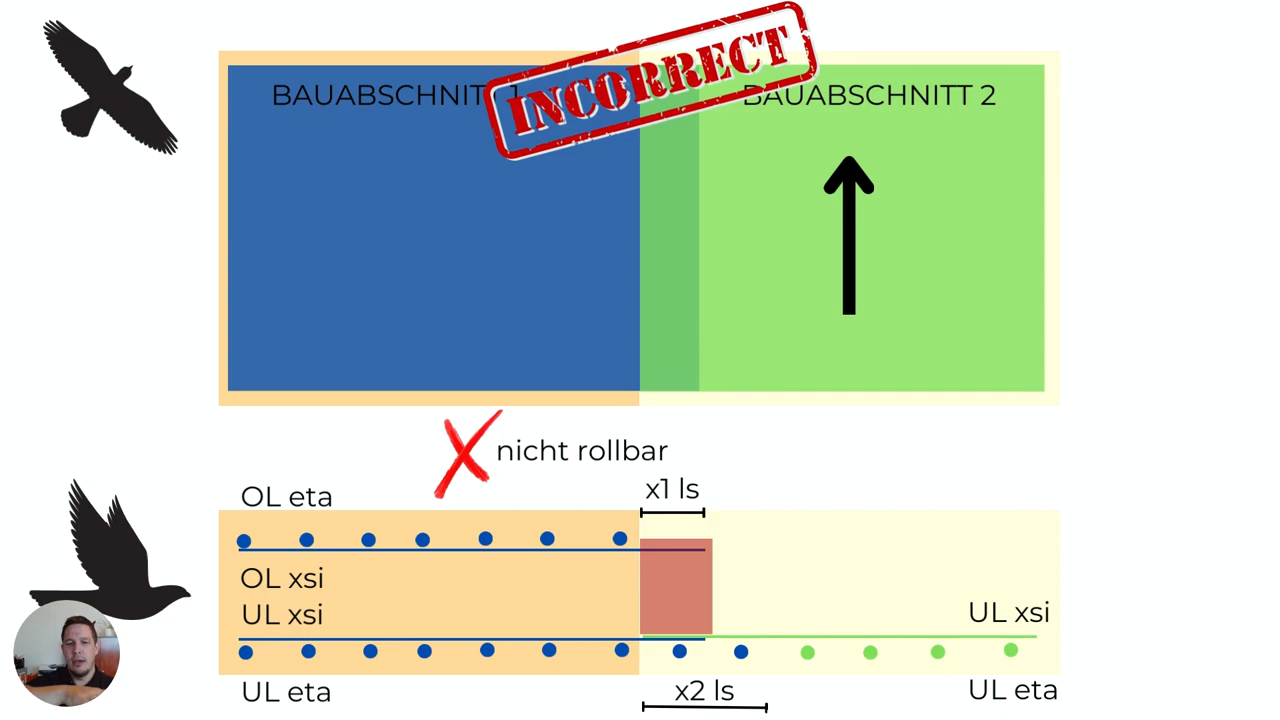 INCORRECT
BAUABSCHNITT 1
BAUABSCHNITT 2
nicht rollbar
x1 ls
OL eta
OL xsi
UL xsi
UL xsi
x2 ls
UL eta
UL eta